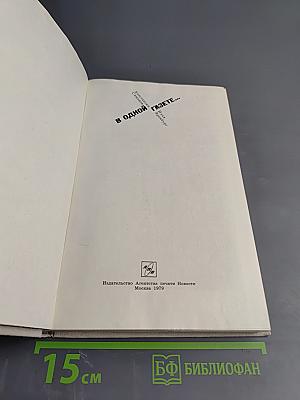 В ОДНОЙ ГАЗЕТЕ...
Издательство Агентства печати Новости
Москва 1979
15 см
БФ БИБЛИОФАН